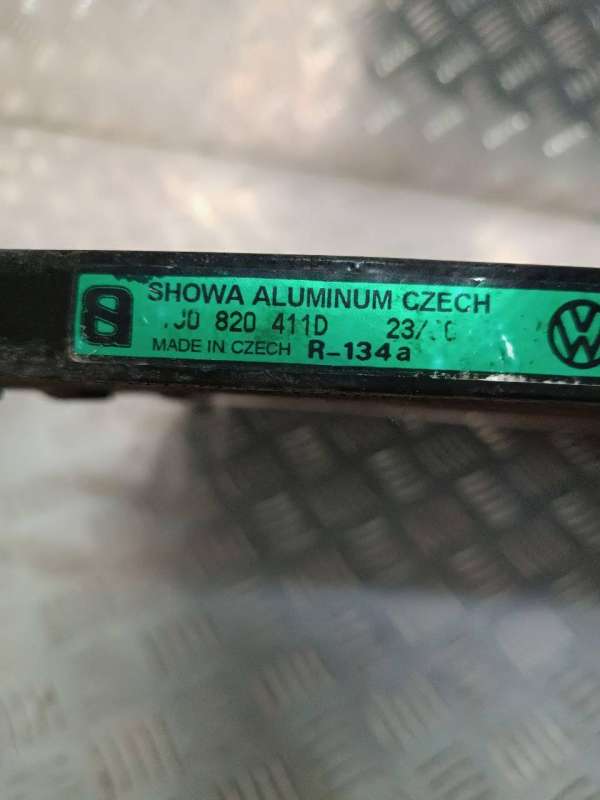 SHOWA ALUMINUM CZECH
820 411D
MADE IN CZECH R-134a